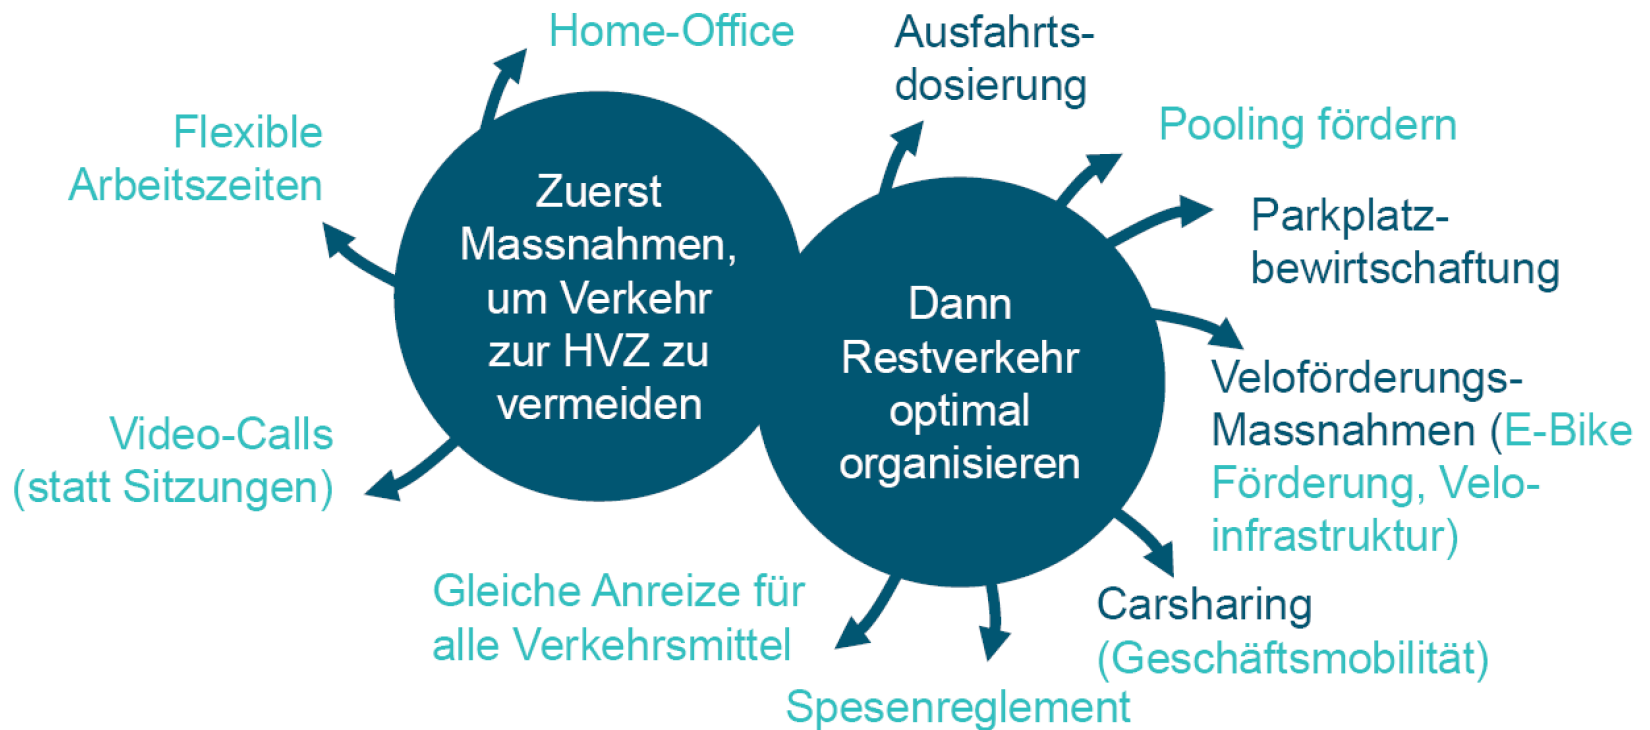 Home-Office
Flexible
Arbeitszeiten
Zuerst
Massnahmen,
um Verkehr
zur HVZ zu
vermeiden
Video-Calls
(statt Sitzungen)
Ausfahrts-
dosierung
Pooling fördern
Parkplatz-
bewirtschaftung
Dann
Restverkehr
optimal
organisieren
Veloförderungs-
Massnahmen (E-Bike
Förderung, Velo-
infrastruktur)
Carsharing
(Geschäftsmobilität)
Gleiche Anreize für
alle Verkehrsmittel
Spesenreglement